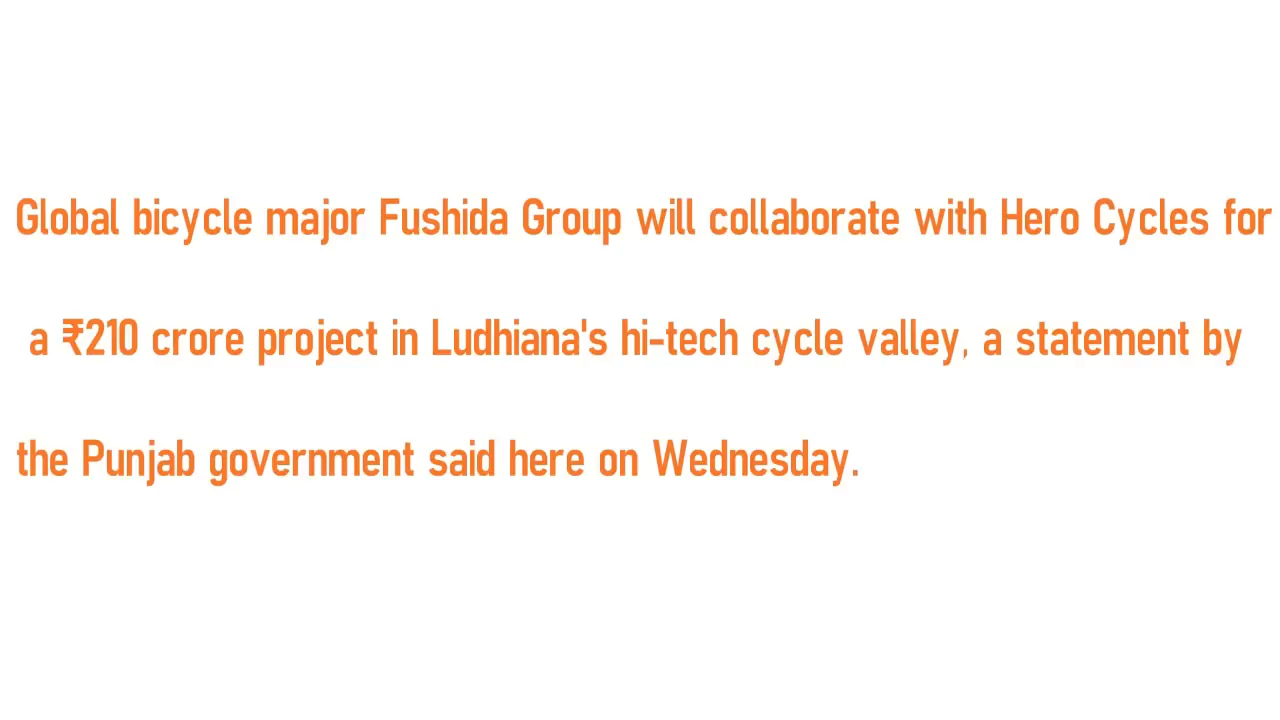 Global bicycle major Fushida Group will collaborate with Hero Cycles for
a ₹210 crore project in Ludhiana's hi-tech cycle valley, a statement by
the Punjab government said here on Wednesday.